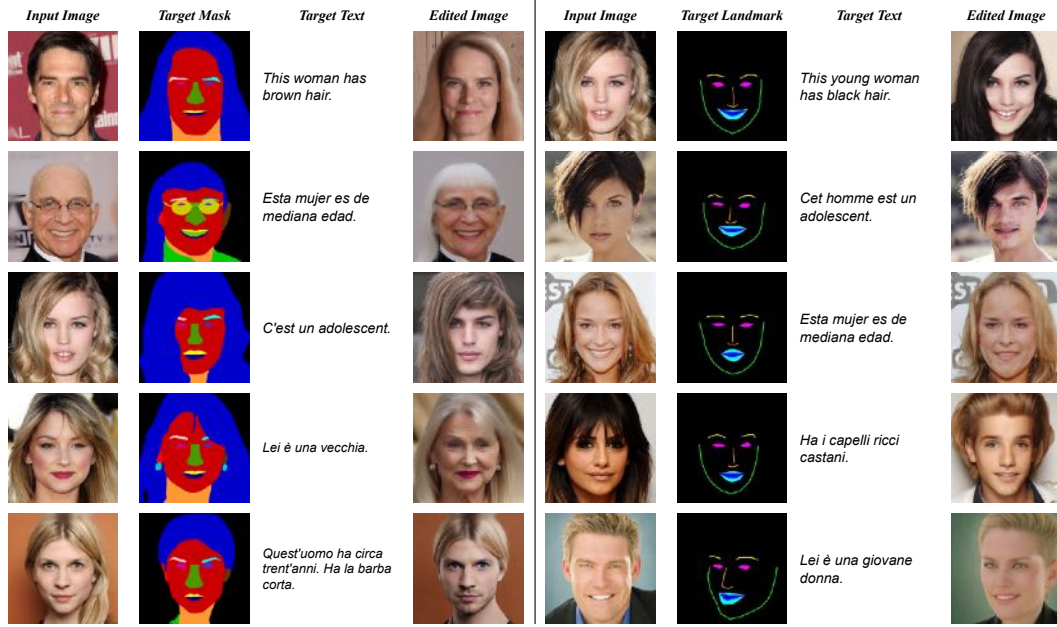 Input Image Target Mask Target Text Edited Image Input Image Target Landmark Target Text Edited Image
This woman has
brown hair.
This young woman
has black hair.
Esta mujer es de
mediana edad.
Cet homme est un
adolescent.
C'est un adolescent.
Esta mujer es de
mediana edad.
Lei è una vecchia.
Ha i capelli ricci
castani.
Quest'uomo ha circa
trent'anni. Ha la barba
corta.
Lei è una giovane
donna.